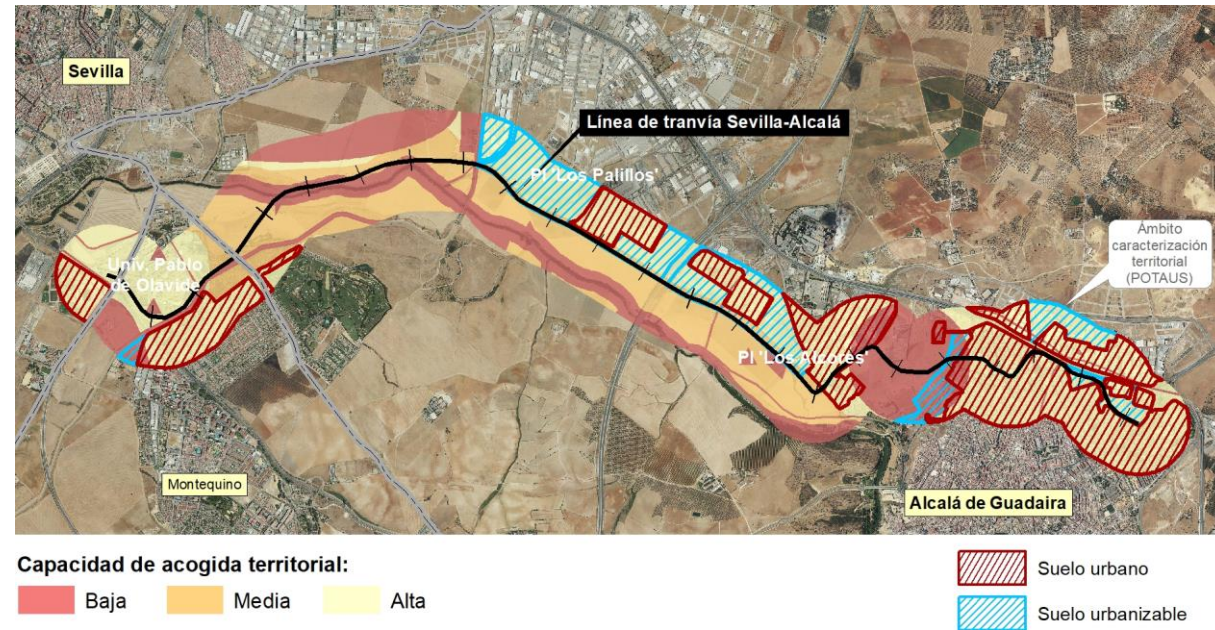 Sevilla
Línea de tranvía Sevilla-Alcalá
PI 'Los Palillos'
Ámbito
caracterización
territorial
(POTAUS)
Univ. Pablo
de Olavide
PI 'Los Alcores'
Montequino
Alcalá de Guadaira
Capacidad de acogida territorial:
Baja
Media
Alta
Suelo urbano
Suelo urbanizable